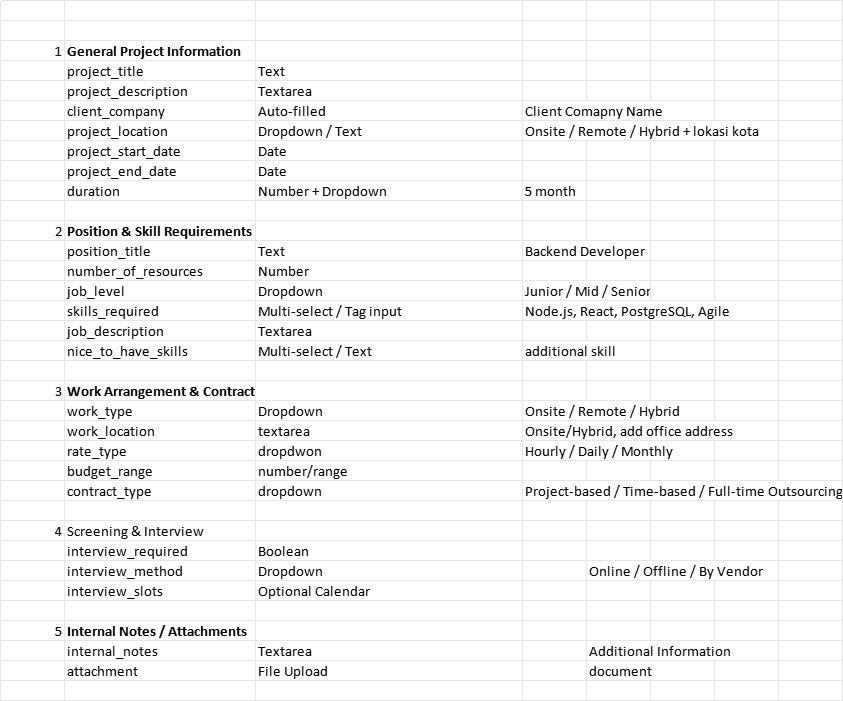 1 General Project Information
project_title Text
project_description Textarea
client_company Auto-filled Client Comapny Name
project_location Dropdown / Text Onsite / Remote / Hybrid + lokasi kota
project_start_date Date
project_end_date Date
duration Number + Dropdown 5 month
2 Position & Skill Requirements
position_title Text Backend Developer
number_of_resources Number
job_level Dropdown Junior / Mid / Senior
skills_required Multi-select / Tag input Node.js, React, PostgreSQL, Agile
job_description Textarea
nice_to_have_skills Multi-select / Text additional skill
3 Work Arrangement & Contract
work_type Dropdown Onsite / Remote / Hybrid
work_location textarea Onsite/Hybrid, add office address
rate_type dropdwon Hourly / Daily / Monthly
budget_range number/range
contract_type dropdown Project-based / Time-based / Full-time Outsourcing
4 Screening & Interview
interview_required Boolean
interview_method Dropdown Online / Offline / By Vendor
interview_slots Optional Calendar
5 Internal Notes / Attachments
internal_notes Textarea Additional Information
attachment File Upload document